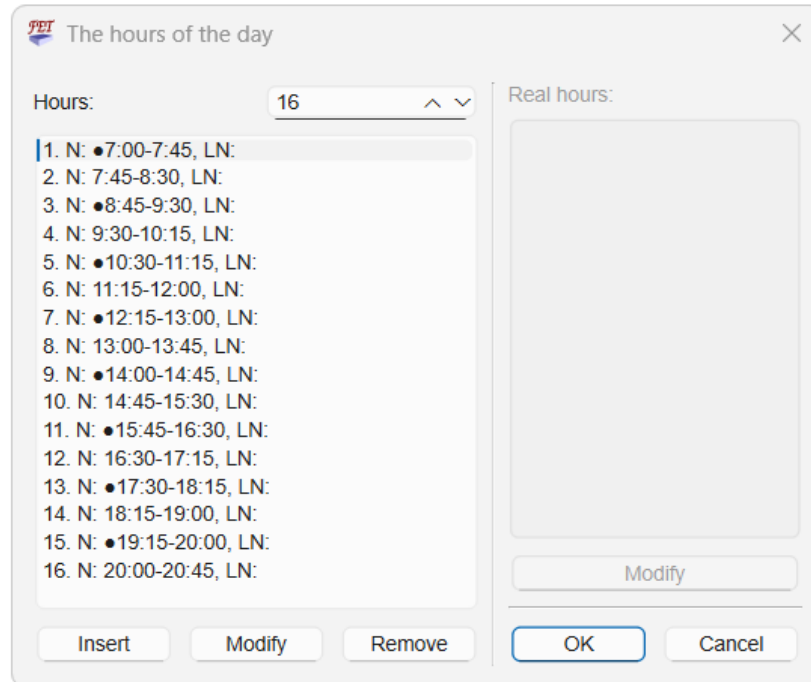 FET The hours of the day
Hours: 16
1. N: ●7:00-7:45, LN:
2. N: 7:45-8:30, LN:
3. N: ●8:45-9:30, LN:
4. N: 9:30-10:15, LN:
5. N: ●10:30-11:15, LN:
6. N: 11:15-12:00, LN:
7. N: ●12:15-13:00, LN:
8. N: 13:00-13:45, LN:
9. N: ●14:00-14:45, LN:
10. N: 14:45-15:30, LN:
11. N: ●15:45-16:30, LN:
12. N: 16:30-17:15, LN:
13. N: ●17:30-18:15, LN:
14. N: 18:15-19:00, LN:
15. N: ●19:15-20:00, LN:
16. N: 20:00-20:45, LN:
Insert Modify Remove
Real hours:
Modify
OK Cancel